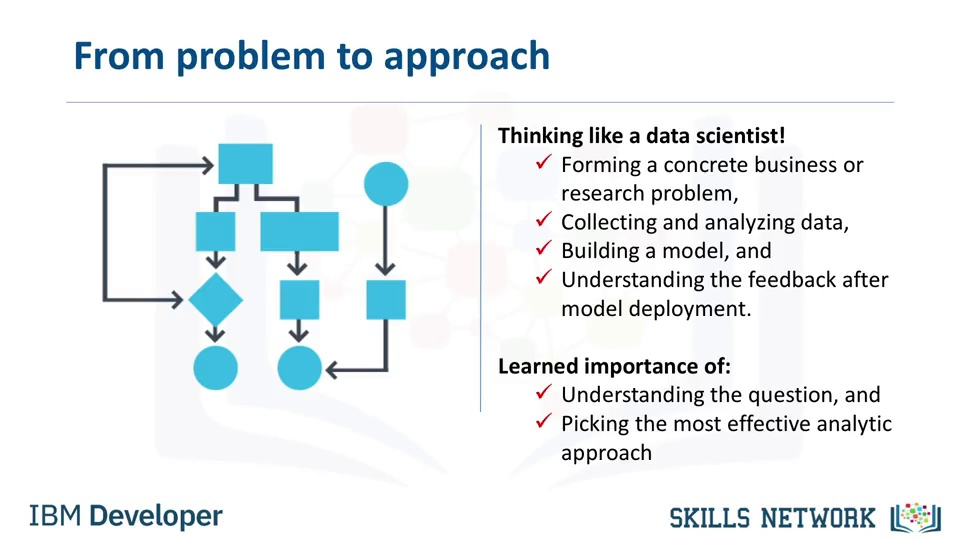 From problem to approach
Thinking like a data scientist!
✓ Forming a concrete business or
research problem,
✓ Collecting and analyzing data,
✓ Building a model, and
✓ Understanding the feedback after
model deployment.
Learned importance of:
✓ Understanding the question, and
✓ Picking the most effective analytic
approach
IBM Developer
SKILLS NETWORK